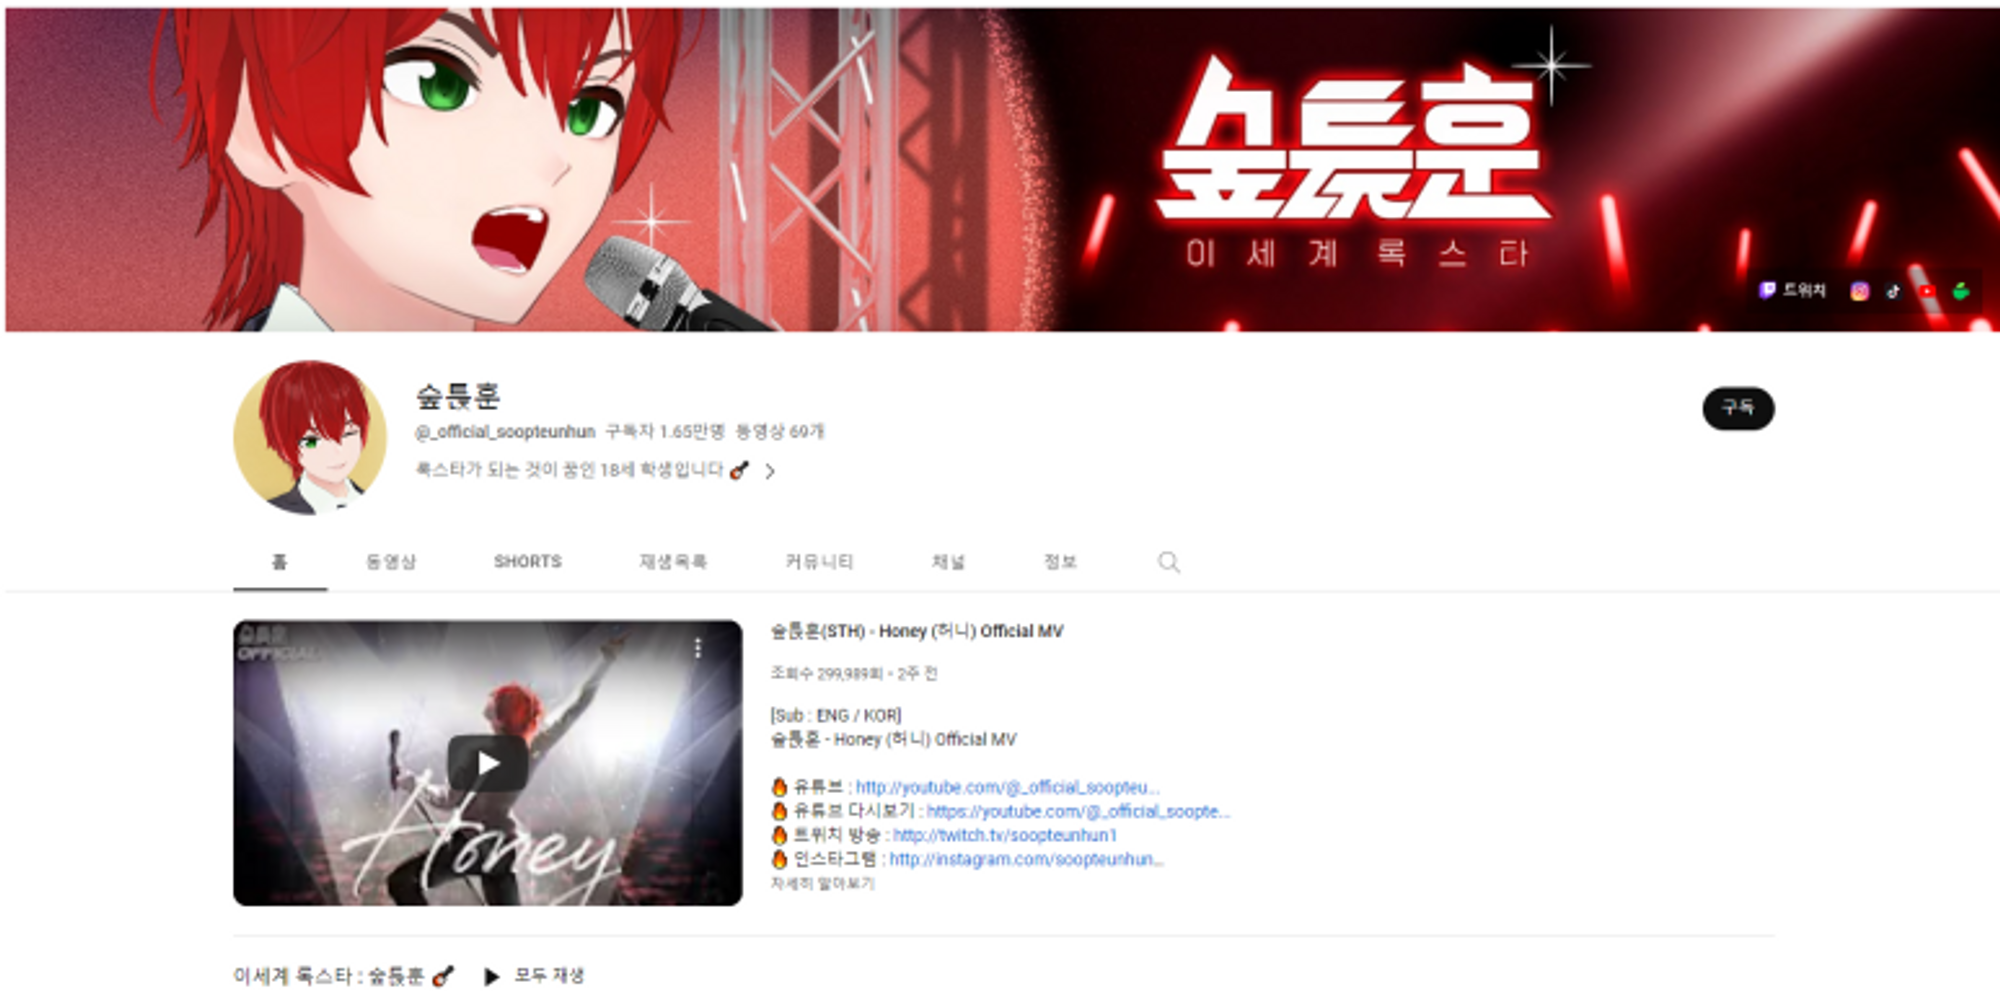 숲튽훈
이세계록스타
트위치
숲튽훈
@_official_soopteunhun 구독자 1.65만명 동영상 69개
록스타가 되는 것이 꿈인 18세 학생입니다
구독
홈 동영상 SHORTS 재생목록 커뮤니티 채널 정보
숲튽훈
OFFICIAL
Honey
숲튽훈(STH) - Honey (허니) Official MV
조회수 299,989회 • 2주 전
[Sub : ENG / KOR]
숲튽훈 - Honey (허니) Official MV
유튜브 : http://youtube.com/@_official_soopteu...
유튜브 다시보기 : https://youtube.com/@_official_soopte...
트위치 방송 : http://twitch.tv/soopteunhun1
인스타그램 : http://instagram.com/soopteunhun_
자세히 알아보기
이세계 록스타 : 숲튽훈 모두 재생